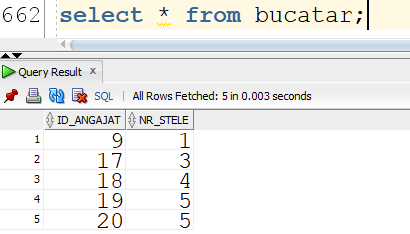 662 select * from bucatar;
Query Result x
SQL | All Rows Fetched: 5 in 0.003 seconds
ID_ANGAJAT NR_STELE
1 9 1
2 17 3
3 18 4
4 19 5
5 20 5